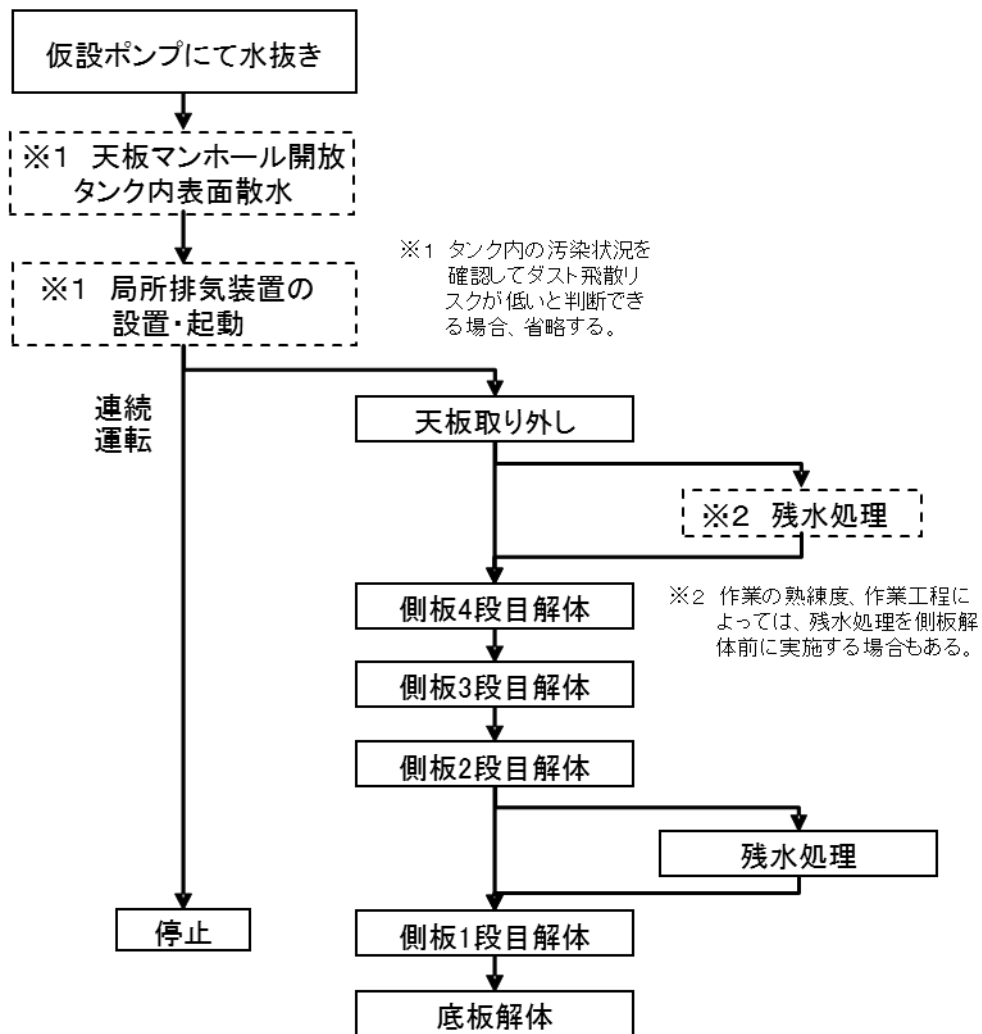 仮設ポンプにて水抜き
※1 天板マンホール開放
タンク内表面散水
※1 局所排気装置の
設置・起動
※1 タンク内の汚染状況を
確認してダスト飛散リ
スクが低いと判断でき
る場合、省略する。
連続
運転
天板取り外し
※2 残水処理
側板4段目解体
※2 作業の熟練度、作業工程に
よっては、残水処理を側板解
体前に実施する場合もある。
側板3段目解体
側板2段目解体
残水処理
停止
側板1段目解体
底板解体